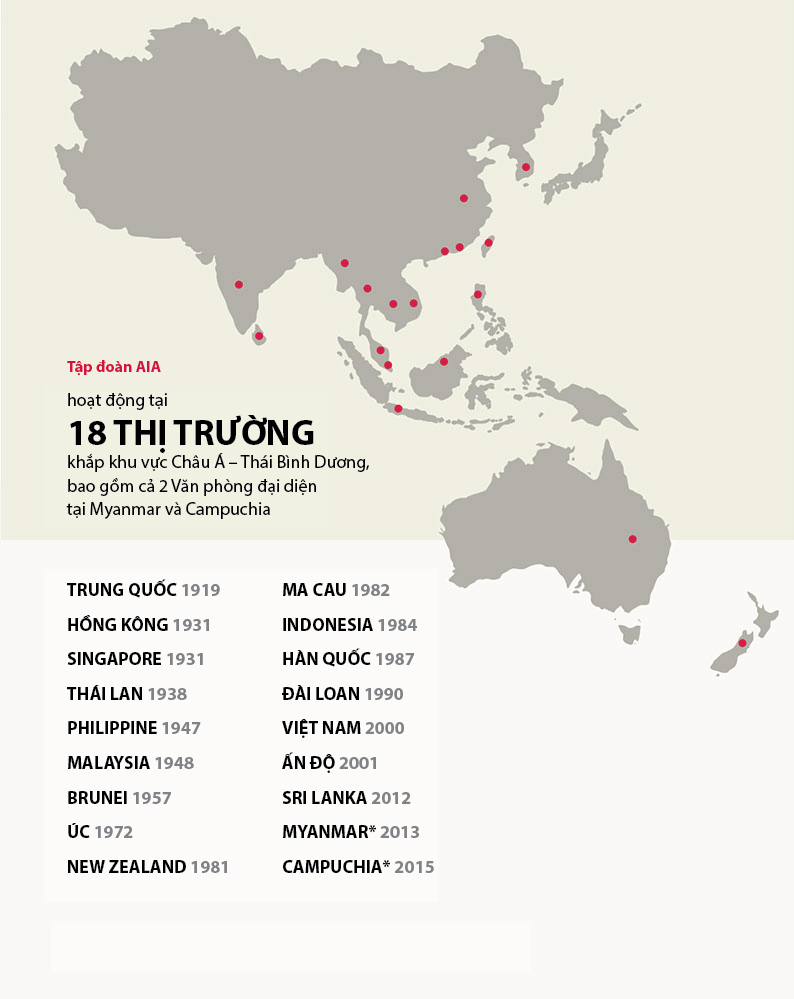 Tập đoàn AIA
hoạt động tại
18 THỊ TRƯỜNG
khắp khu vực Châu Á – Thái Bình Dương,
bao gồm cả 2 Văn phòng đại diện
tại Myanmar và Campuchia
TRUNG QUỐC 1919
HỒNG KÔNG 1931
SINGAPORE 1931
THÁI LAN 1938
PHILIPPINE 1947
MALAYSIA 1948
BRUNEI 1957
ÚC 1972
NEW ZEALAND 1981
MA CAU 1982
INDONESIA 1984
HÀN QUỐC 1987
ĐÀI LOAN 1990
VIỆT NAM 2000
ẤN ĐỘ 2001
SRI LANKA 2012
MYANMAR* 2013
CAMPUCHIA* 2015